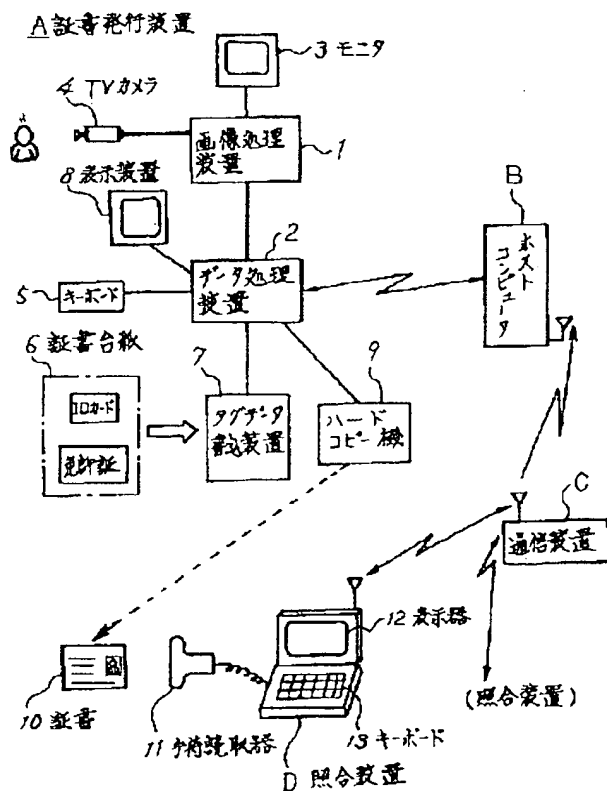 A 証書発行装置
3 モニタ
4 TVカメラ
画像処理
装置
1
8 表示装置
B
2
ホスト
コンピュータ
データ処理
装置
5
キーボード
6 証書台紙
7
9
IDカード
タグデータ
書込装置
ハード
コピー機
免許証
C
通信装置
12 表示器
(照合装置)
10 証書
11 手持読取器
13 キーボード
D 照合装置